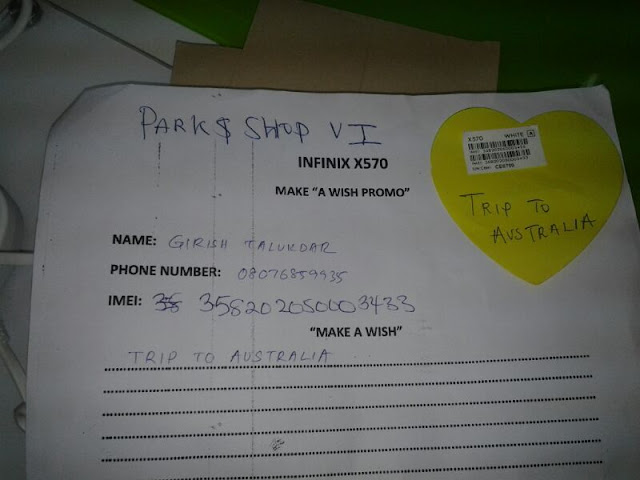 PARK $ SHOP VI
INFINIX X570
MAKE "A WISH PROMO"
NAME: GIRISH TALUKDAR
PHONE NUMBER: 08076859935
IMEI: 358202050003433
"MAKE A WISH"
TRIP TO AUSTRALIA
X570 WHITE
TRIP TO
AUSTRALIA